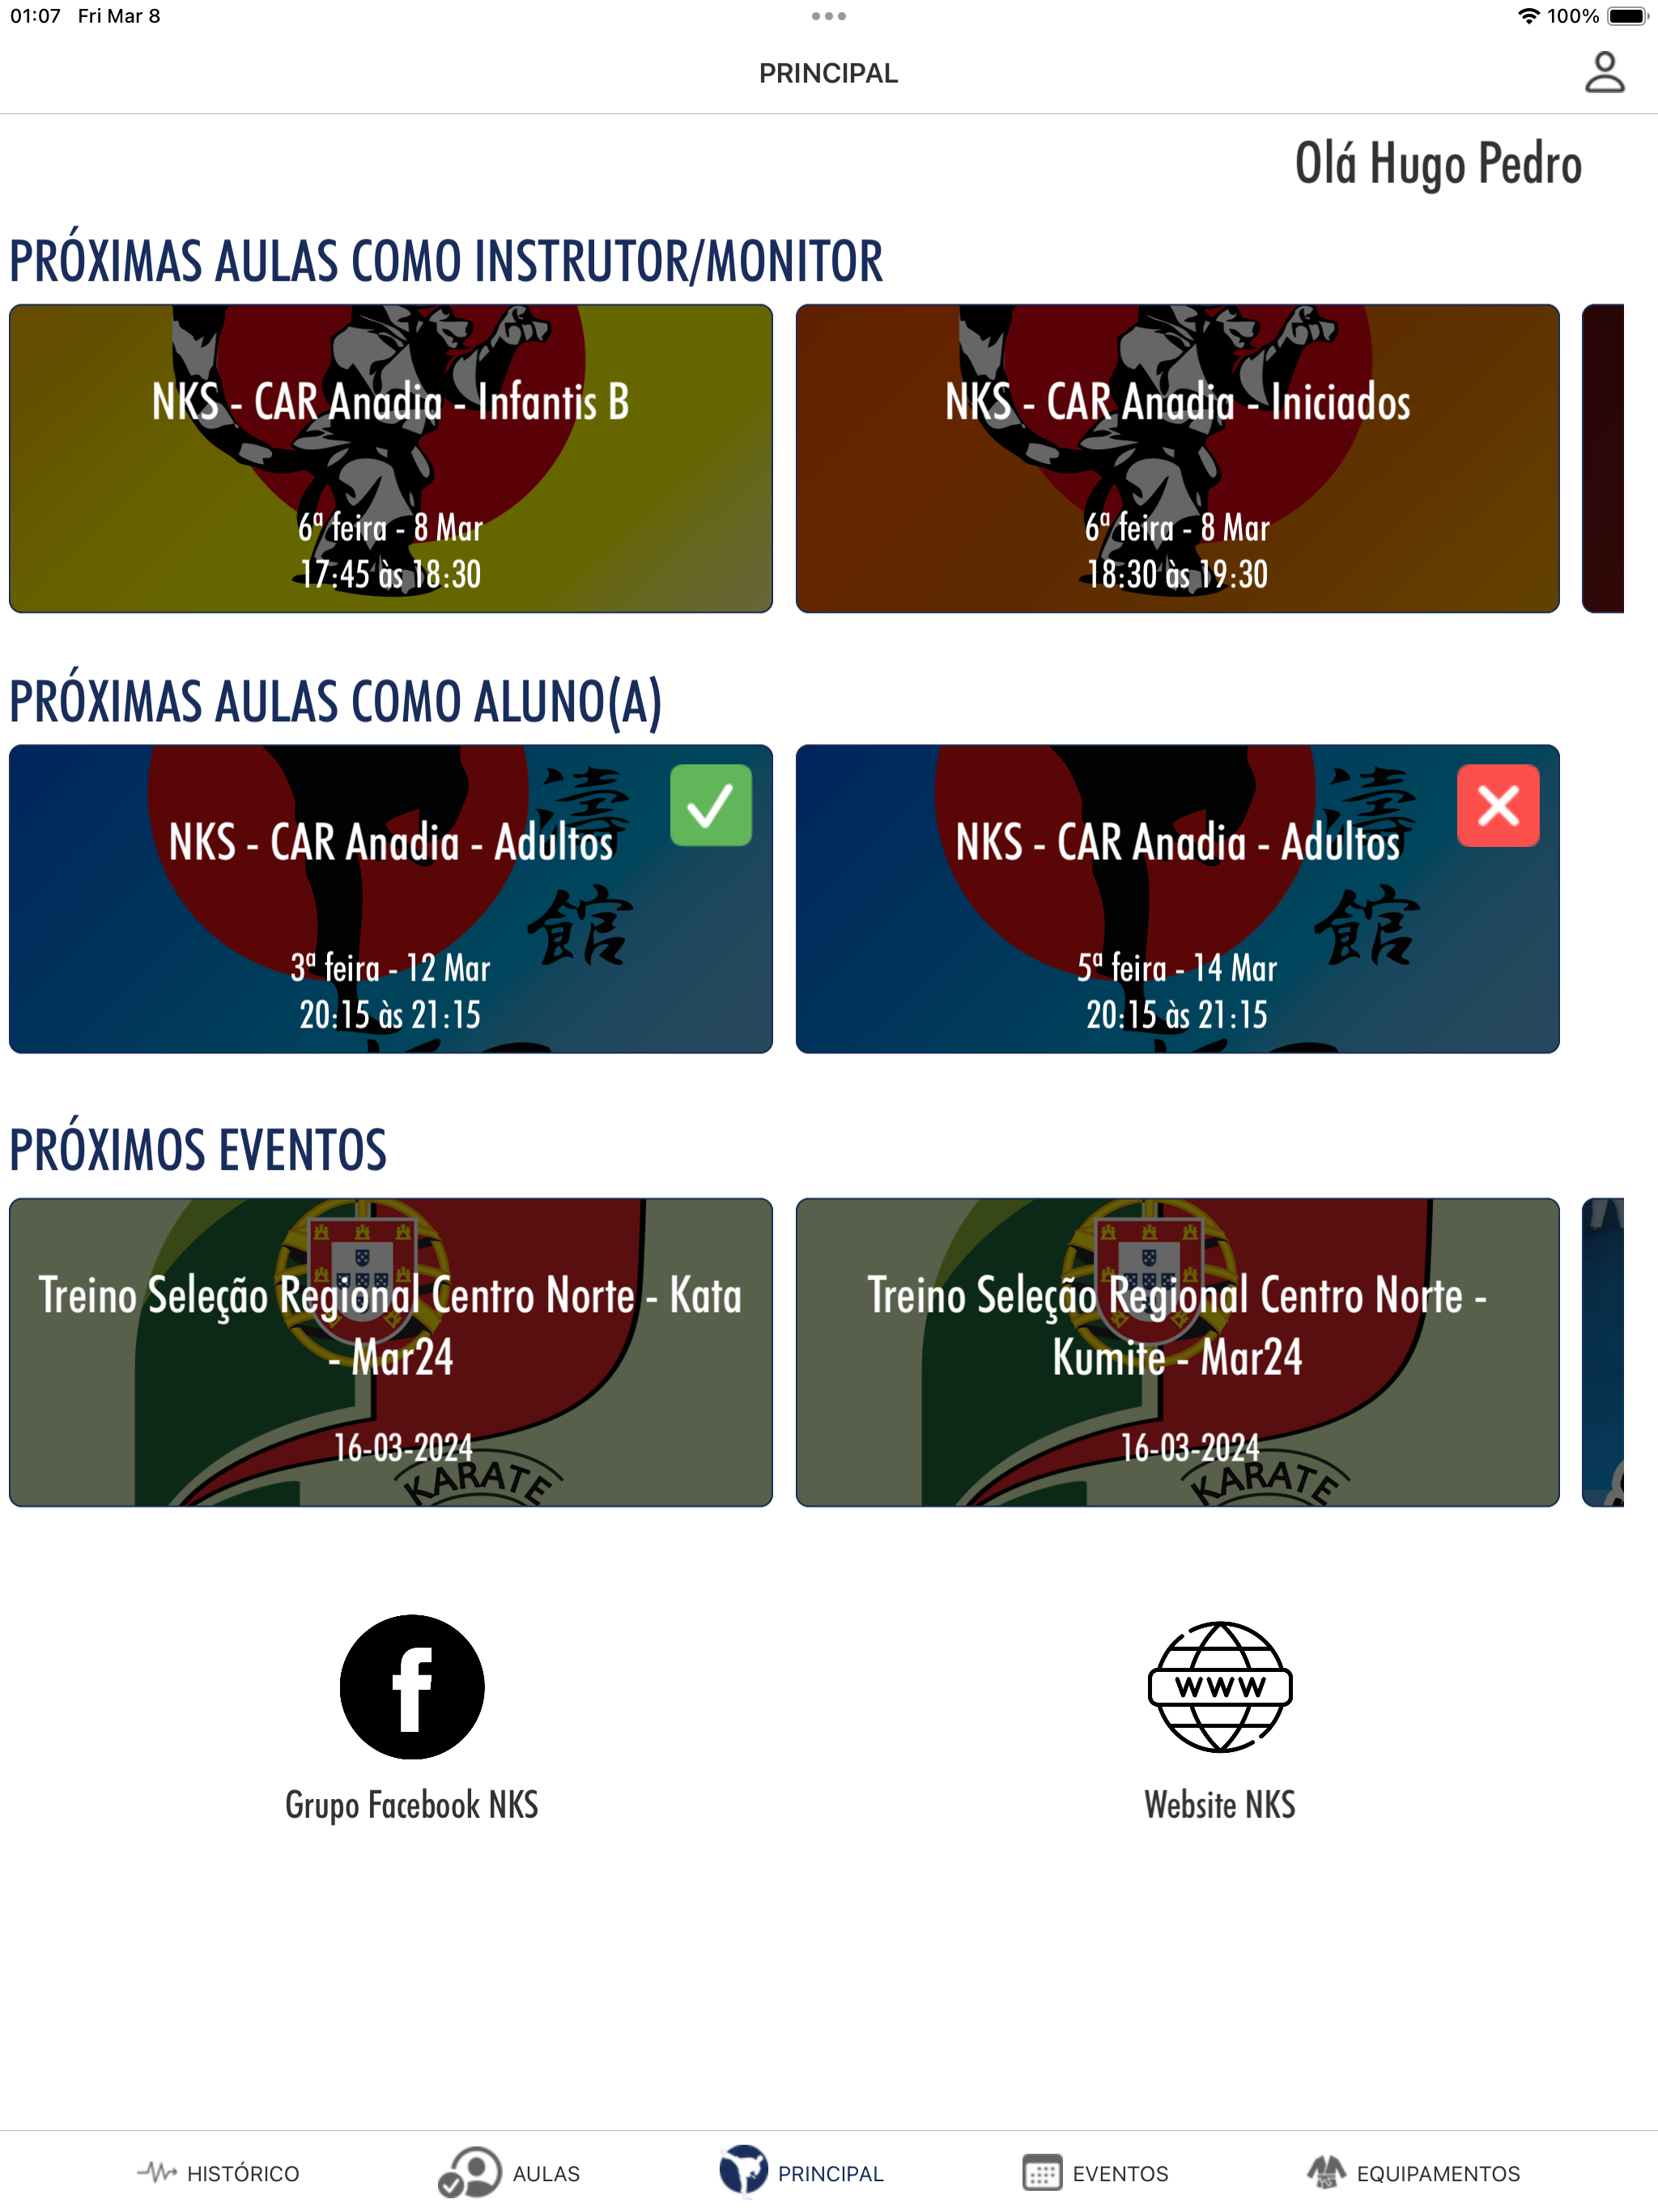 01:07 Fri Mar 8
100%
PRINCIPAL
Olá Hugo Pedro
PRÓXIMAS AULAS COMO INSTRUTOR/MONITOR
NKS - CAR Anadia - Infantis B
6ª feira - 8 Mar
17:45 às 18:30
NKS - CAR Anadia - Iniciados
6ª feira - 8 Mar
18:30 às 19:30
PRÓXIMAS AULAS COMO ALUNO(A)
NKS - CAR Anadia - Adultos
3ª feira - 12 Mar
20:15 às 21:15
館
NKS - CAR Anadia - Adultos
5ª feira - 14 Mar
20:15 às 21:15
館
PRÓXIMOS EVENTOS
Treino Seleção Regional Centro Norte - Kata
- Mar24
16-03-2024
KARATE
Treino Seleção Regional Centro Norte -
Kumite - Mar24
16-03-2024
KARATE
f
Grupo Facebook NKS
WWW
Website NKS
HISTÓRICO
AULAS
PRINCIPAL
EVENTOS
EQUIPAMENTOS